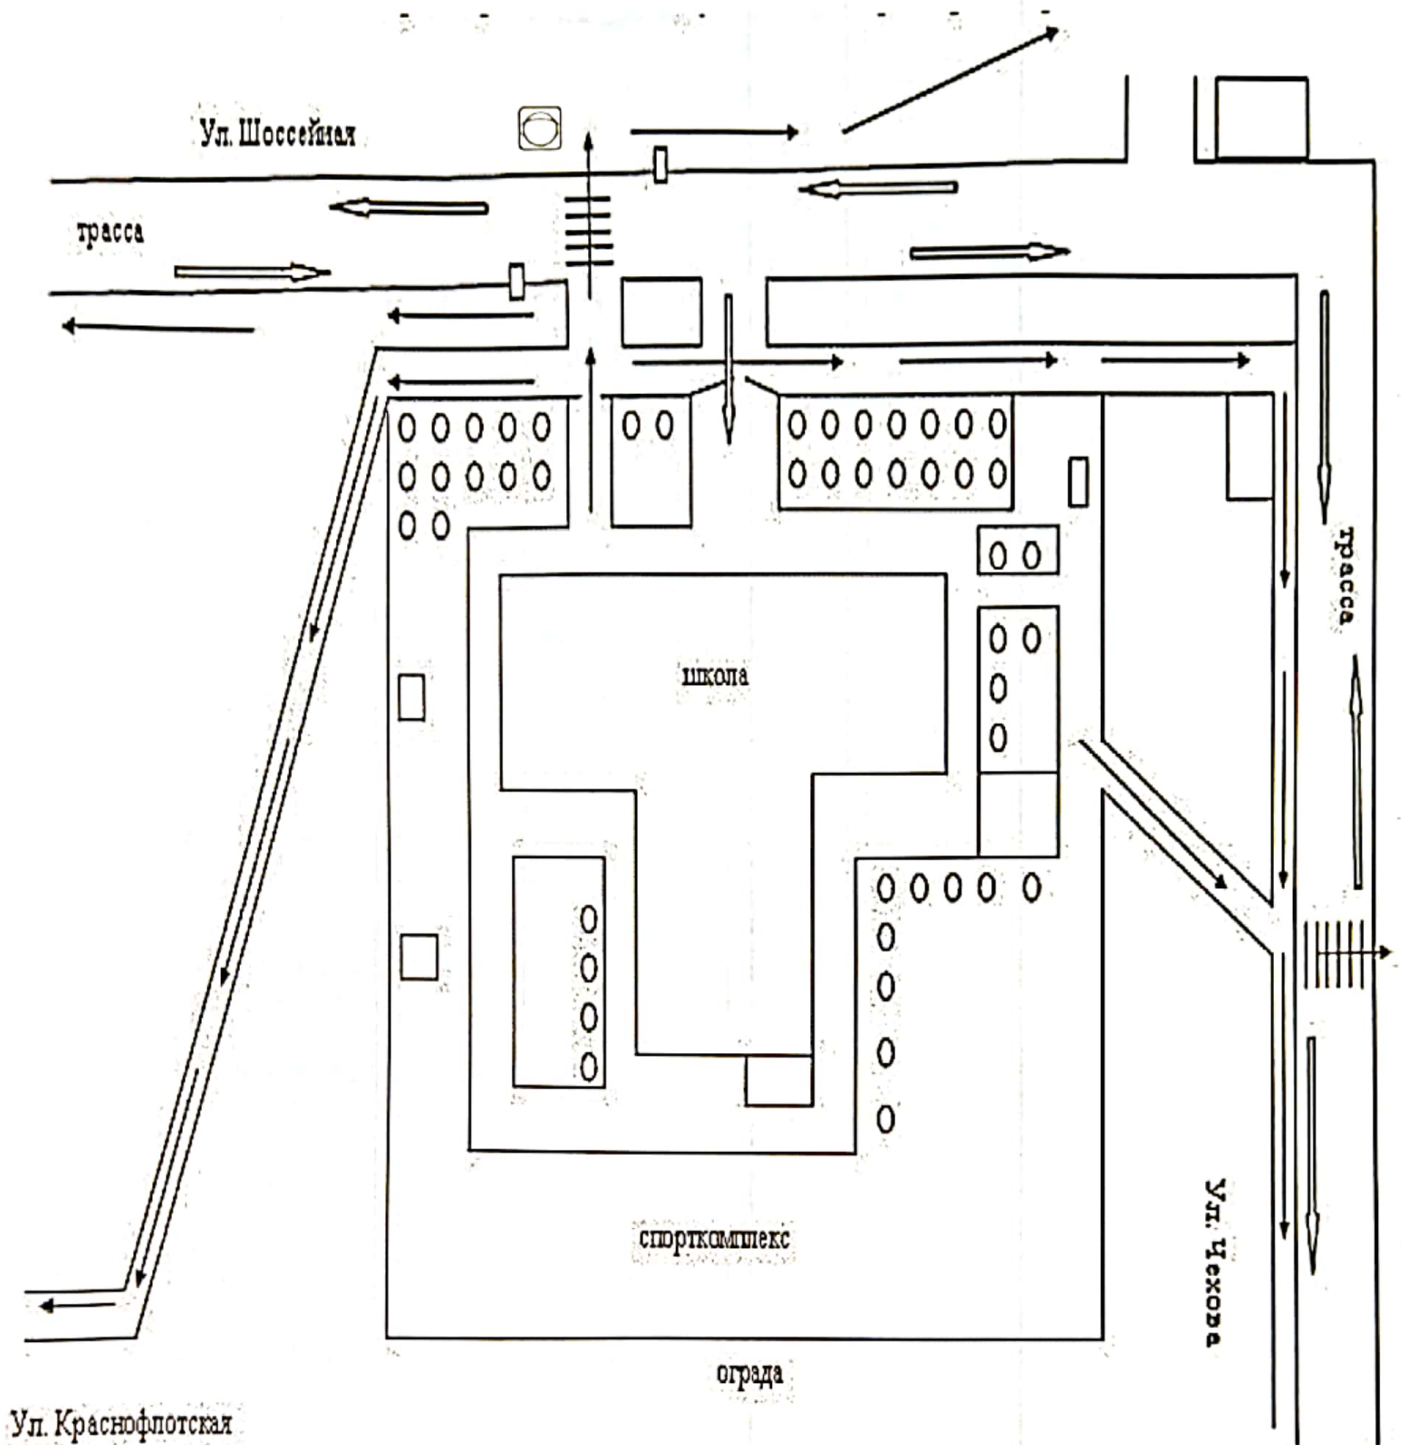 Ул. Шоссейная
трасса
трасса
школа
Ул. Чехова
спорткомплекс
ограда
Ул. Краснофлотская